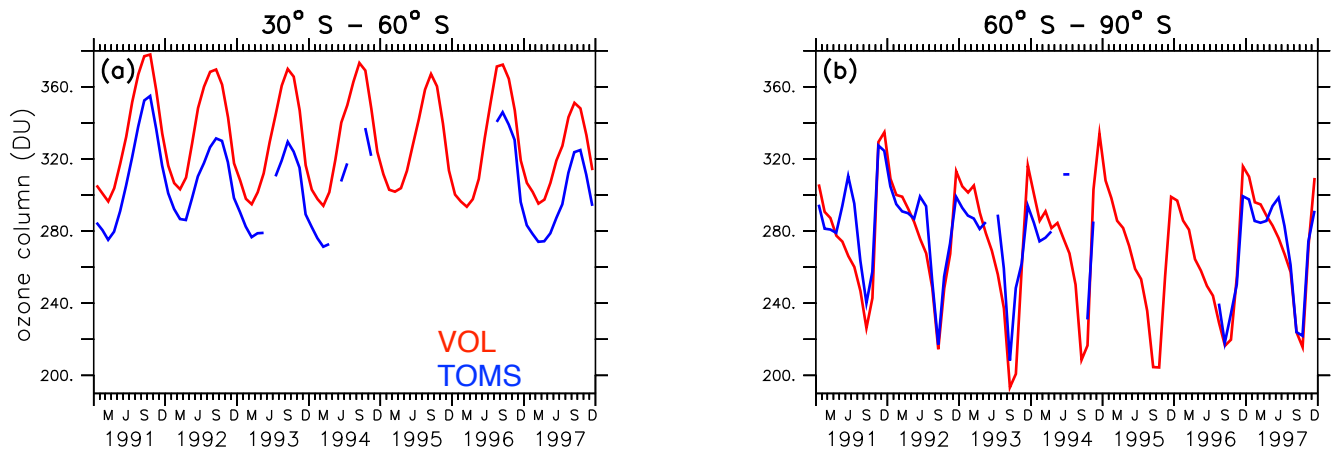 30° S – 60° S
(a)
ozone column (DU)
360.
320.
280.
240.
200.
VOL
TOMS
M J S D M J S D M J S D M J S D M J S D M J S D M J S D
1991 1992 1993 1994 1995 1996 1997
60° S – 90° S
(b)
360.
320.
280.
240.
200.
M J S D M J S D M J S D M J S D M J S D M J S D M J S D
1991 1992 1993 1994 1995 1996 1997